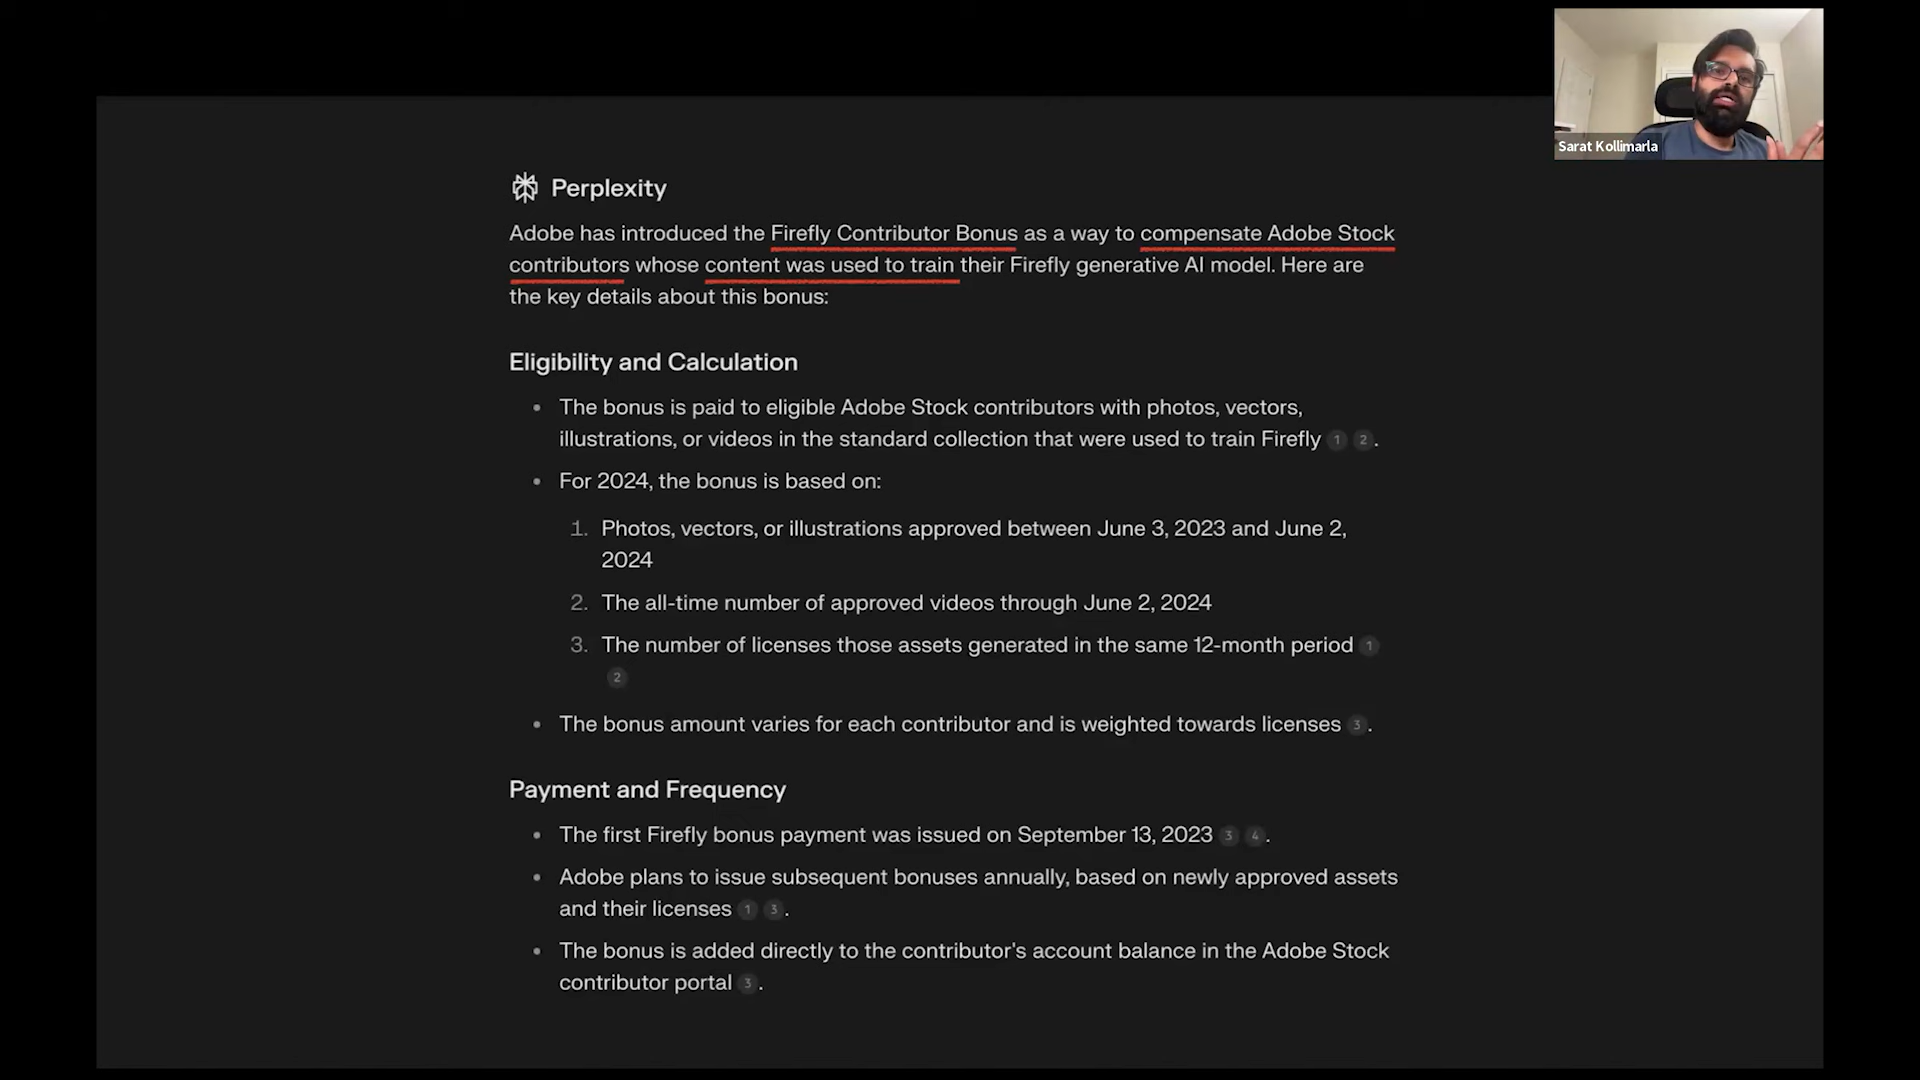 Sarat Kollimarla
Perplexity
Adobe has introduced the Firefly Contributor Bonus as a way to compensate Adobe Stock
contributors whose content was used to train their Firefly generative AI model. Here are
the key details about this bonus:
Eligibility and Calculation
• The bonus is paid to eligible Adobe Stock contributors with photos, vectors,
illustrations, or videos in the standard collection that were used to train Firefly 1 2.
• For 2024, the bonus is based on:
1. Photos, vectors, or illustrations approved between June 3, 2023 and June 2,
2024
2. The all-time number of approved videos through June 2, 2024
3. The number of licenses those assets generated in the same 12-month period 1
2
• The bonus amount varies for each contributor and is weighted towards licenses 3.
Payment and Frequency
• The first Firefly bonus payment was issued on September 13, 2023 3 4.
• Adobe plans to issue subsequent bonuses annually, based on newly approved assets
and their licenses 1 3.
• The bonus is added directly to the contributor's account balance in the Adobe Stock
contributor portal 3.